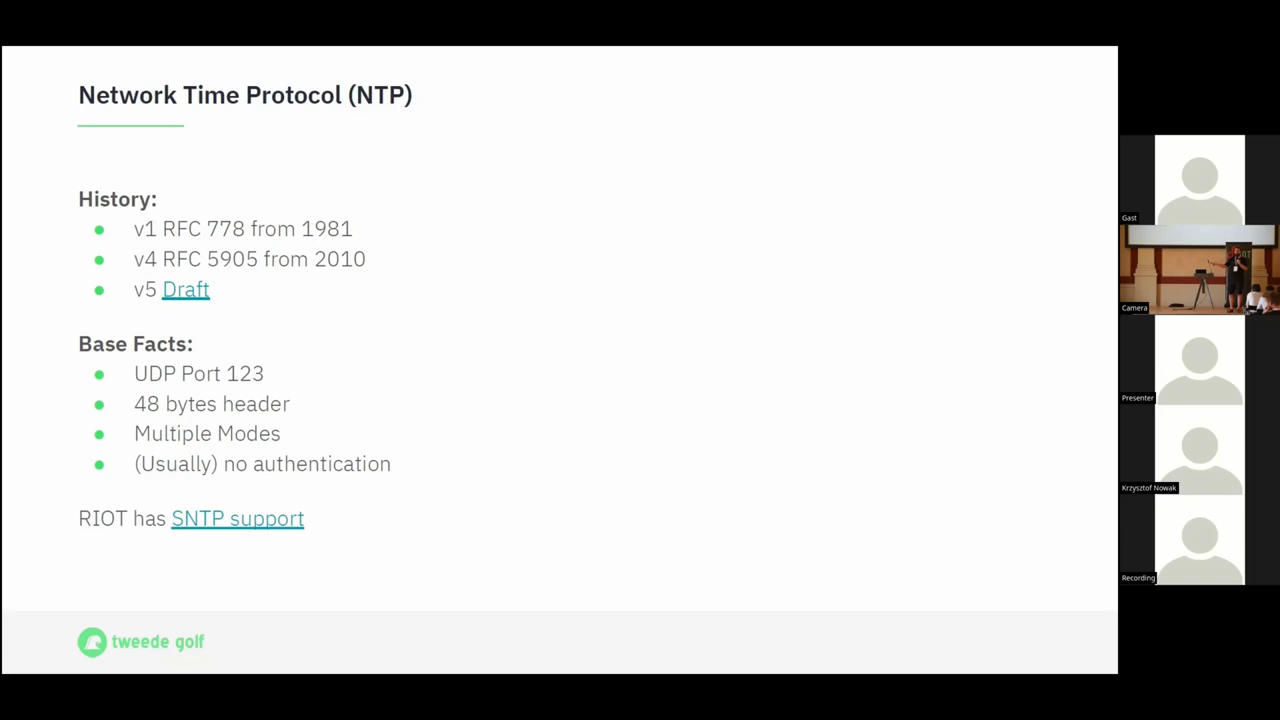 Network Time Protocol (NTP)
History:
v1 RFC 778 from 1981
v4 RFC 5905 from 2010
v5 Draft
Base Facts:
UDP Port 123
48 bytes header
Multiple Modes
(Usually) no authentication
RIOT has SNTP support
tweede golf
Gast
Camera
Presenter
Krzysztof Nowak
Recording